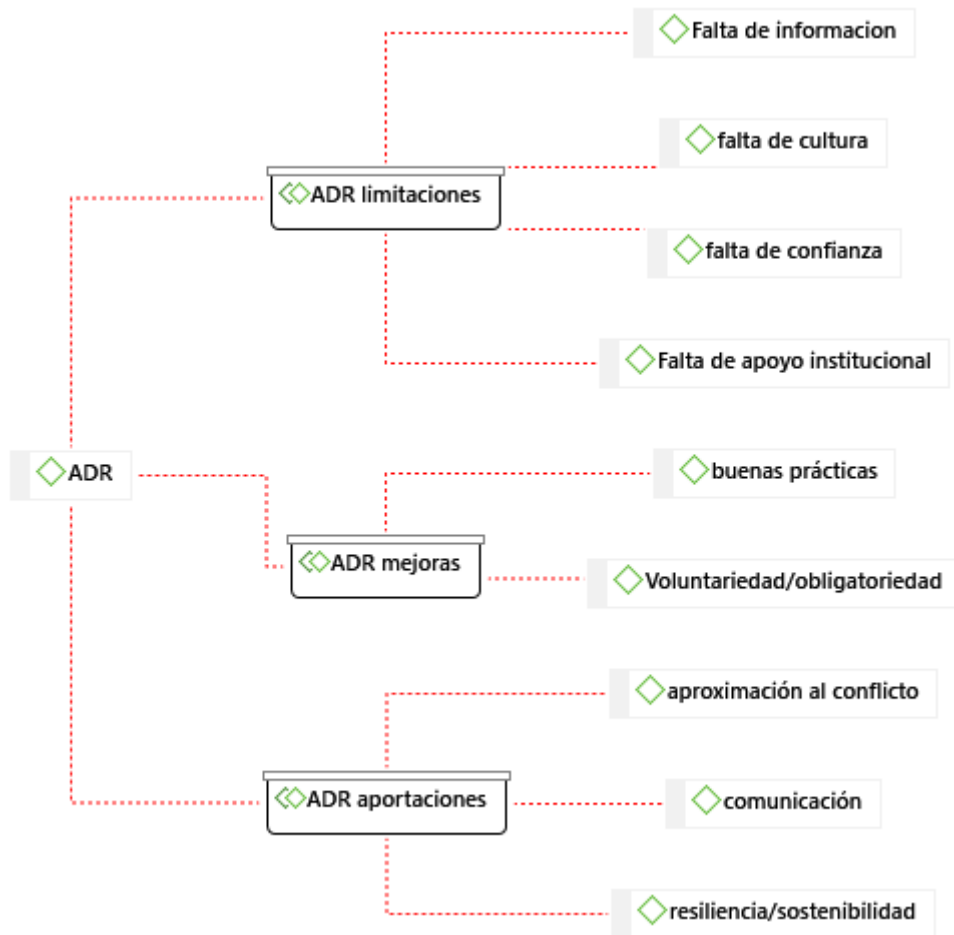 Falta de informacion
falta de cultura
ADR limitaciones
falta de confianza
Falta de apoyo institucional
ADR
buenas prácticas
ADR mejoras
Voluntariedad/obligatoriedad
aproximación al conflicto
ADR aportaciones
comunicación
resiliencia/sostenibilidad